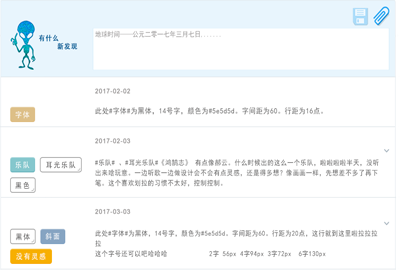 有什么
新发现
地球时间——公元二零一七年三月七日.......
2017-02-02
字体
此处#字体#为黑体，14号字，颜色为#5e5d5d。字间距为60。行距为16点。
2017-02-03
乐队
耳光乐队
黑色
#乐队# 、#耳光乐队#《鸿鹄志》 有点像郝云。什么时候出的这么一个乐队，啦啦啦啦半天，没听
出来啥玩意。一边听歌一边做设计会不会有点灵感，还是得多想？像画画一样，先想差不多了再下
笔。这个喜欢划拉的习惯不太好，控制控制。
2017-03-03
黑体
斜面
没有灵感
此处#字体#为黑体，14号字，颜色为#5e5d5d。字间距为60。行距为20点，这行就到这里啦拉拉拉
拉
这个字号还可以吧哈哈哈 2字 56px 4字94px 3字72px 6字130px